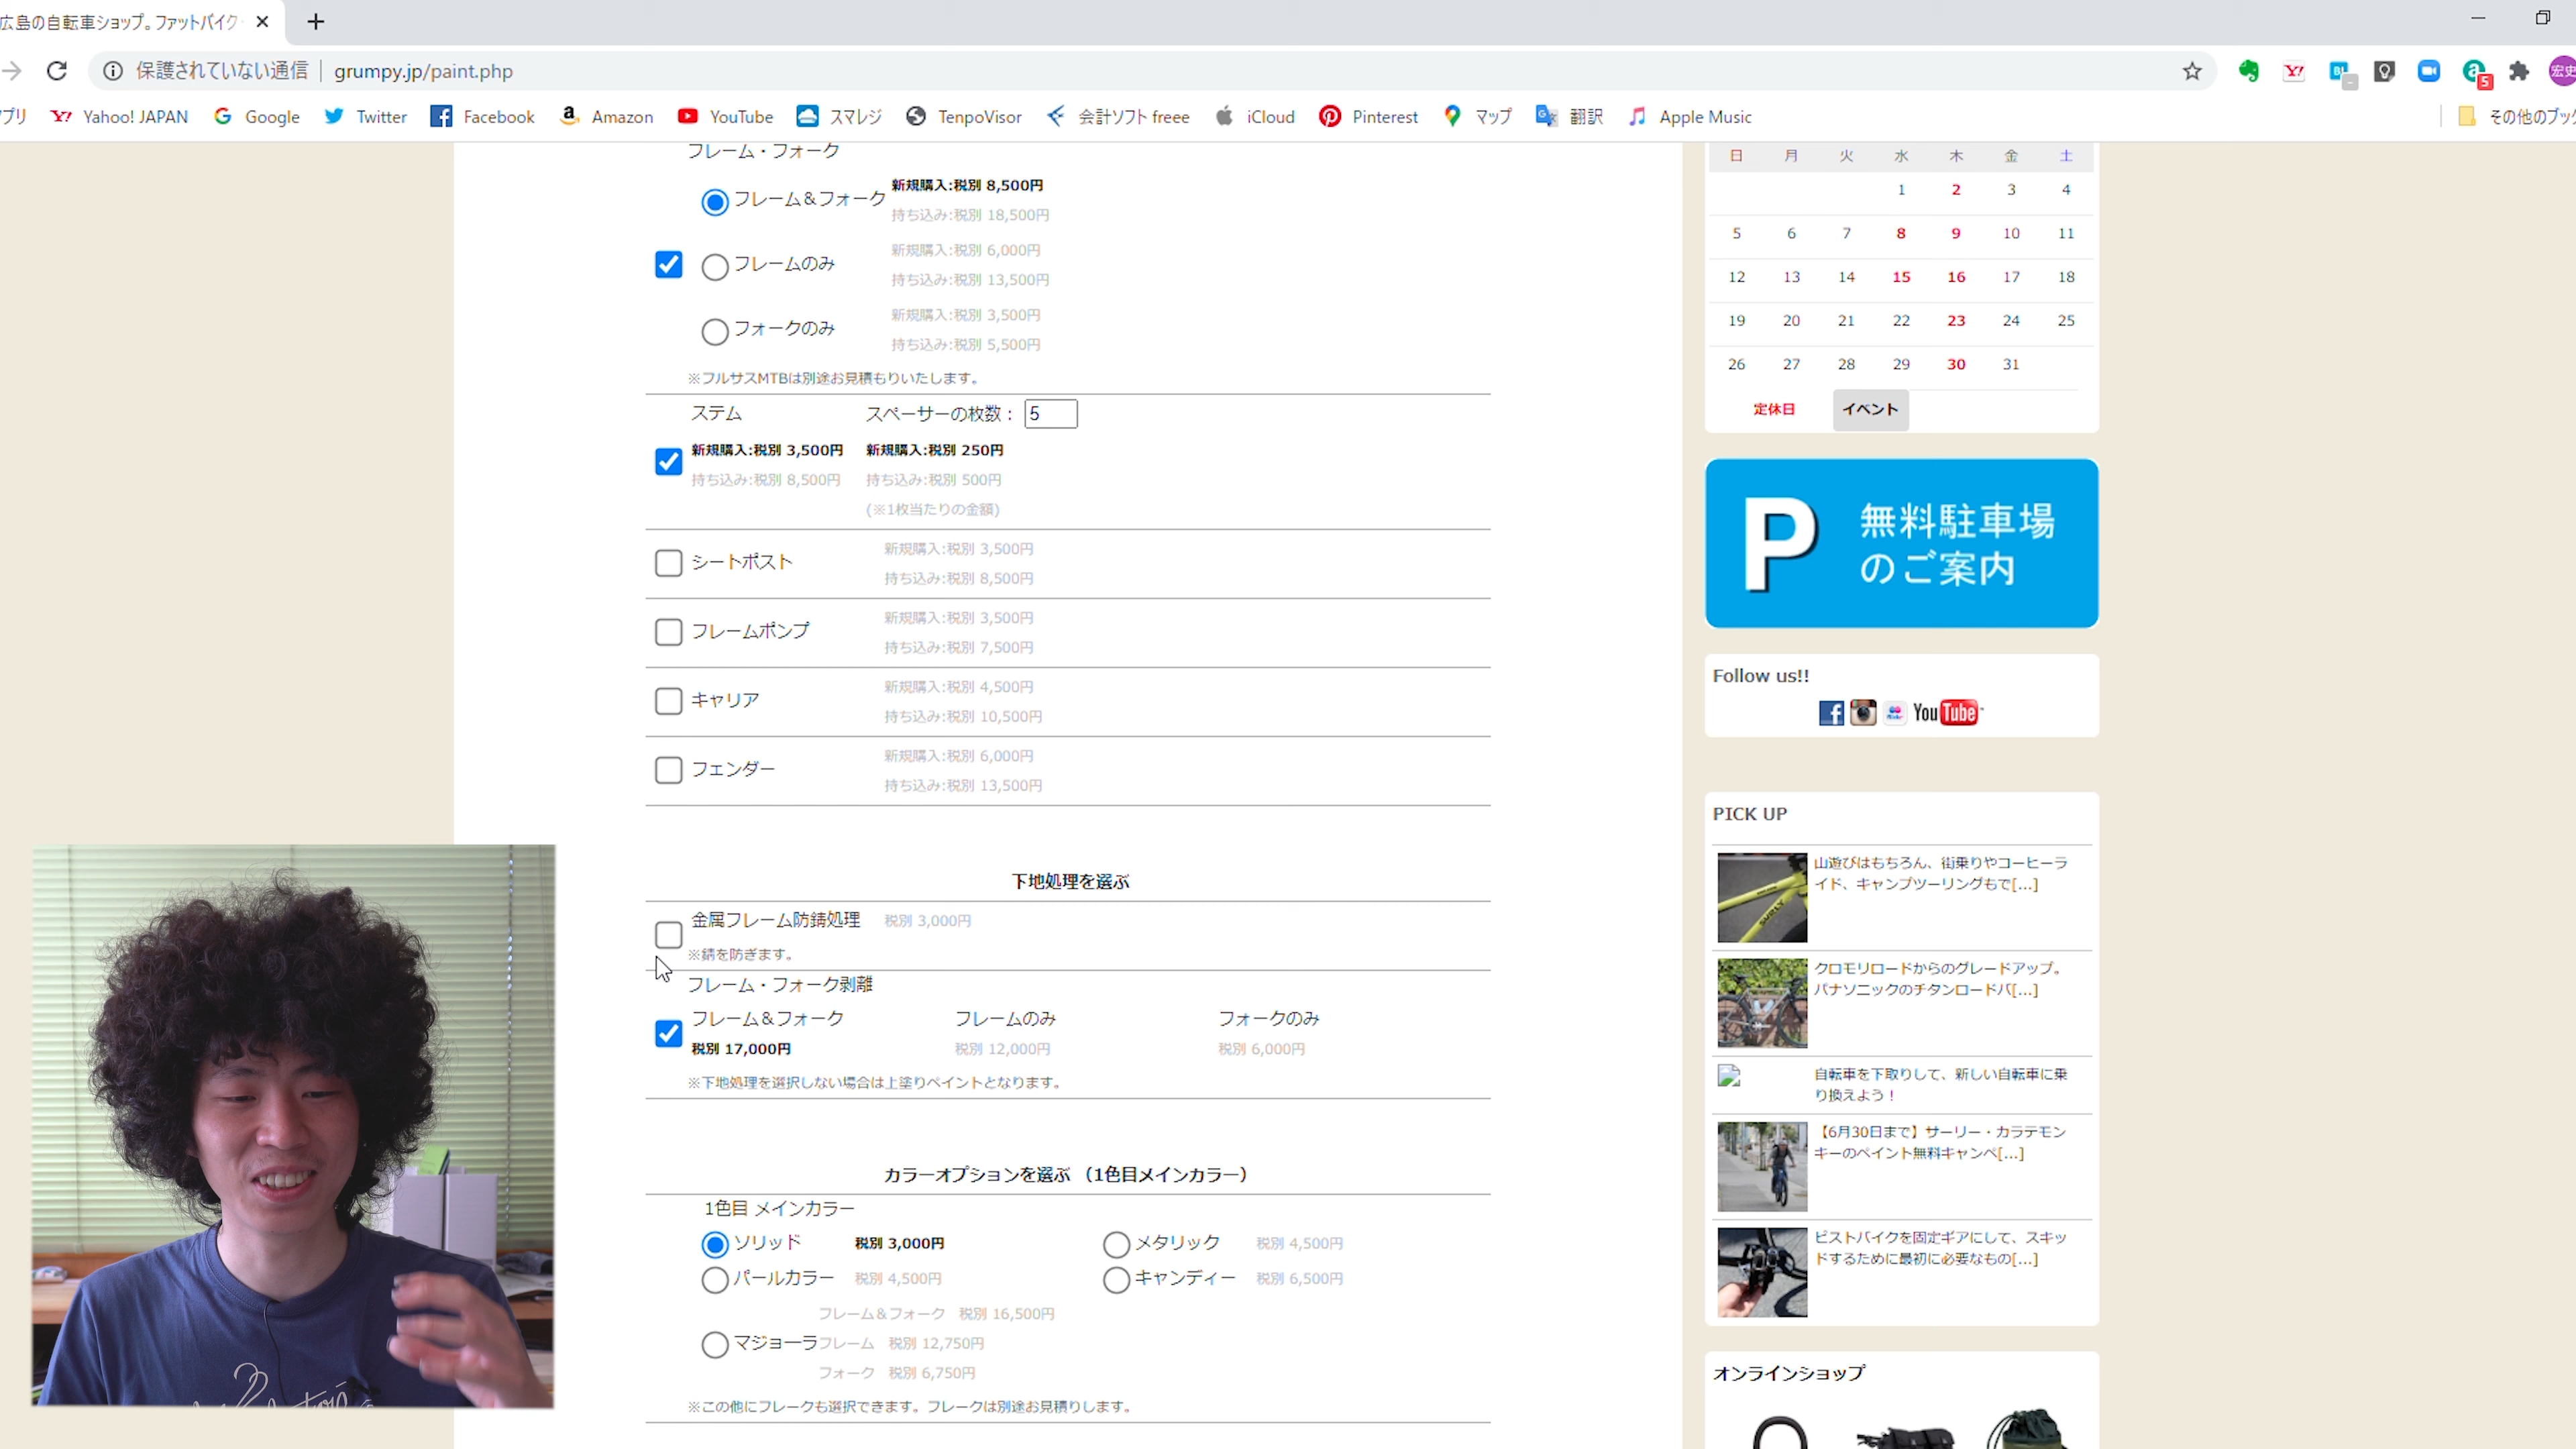 広島の自転車ショップ。ファットバイク
保護されていない通信 grumpy.jp/paint.php
プリ Yahoo! JAPAN Google Twitter Facebook Amazon YouTube スマレジ TenpoVisor 会計ソフト freee iCloud Pinterest マップ 翻訳 Apple Music その他のブック
フレーム・フォーク
フレーム＆フォーク 新規購入:税別 8,500円
持ち込み:税別 18,500円
フレームのみ 新規購入:税別 6,000円
持ち込み:税別 13,500円
フォークのみ 新規購入:税別 3,500円
持ち込み:税別 5,500円
※フルサスMTBは別途お見積もりいたします。
ステム スペーサーの枚数： 5
新規購入:税別 3,500円 新規購入:税別 250円
持ち込み:税別 8,500円 持ち込み:税別 500円
(※1枚当たりの金額)
シートポスト 新規購入:税別 3,500円
持ち込み:税別 8,500円
フレームポンプ 新規購入:税別 3,500円
持ち込み:税別 7,500円
キャリア 新規購入:税別 4,500円
持ち込み:税別 10,500円
フェンダー 新規購入:税別 6,000円
持ち込み:税別 13,500円
下地処理を選ぶ
金属フレーム防錆処理 税別 3,000円
※錆を防ぎます。
フレーム・フォーク剥離
フレーム＆フォーク フレームのみ フォークのみ
税別 17,000円 税別 12,000円 税別 6,000円
※下地処理を選択しない場合は上塗りペイントとなります。
カラーオプションを選ぶ （1色目メインカラー）
1色目 メインカラー
ソリッド 税別 3,000円 メタリック 税別 4,500円
パールカラー 税別 4,500円 キャンディー 税別 6,500円
フレーム＆フォーク 税別 16,500円
マジョーラ フレーム 税別 12,750円
フォーク 税別 6,750円
※この他にフレークも選択できます。フレークは別途お見積りします。
日 月 火 水 木 金 土
1 2 3 4
5 6 7 8 9 10 11
12 13 14 15 16 17 18
19 20 21 22 23 24 25
26 27 28 29 30 31
定休日 イベント
P 無料駐車場
のご案内
Follow us!!
YouTube
PICK UP
山遊びはもちろん、街乗りやコーヒーラ
イド、キャンプツーリングもで[...]
クロモリロードからのグレードアップ。
パナソニックのチタンロードバ[...]
自転車を下取りして、新しい自転車に乗
り換えよう！
【6月30日まで】サーリー・カラテモン
キーのペイント無料キャンペ[...]
ピストバイクを固定ギアにして、スキッ
ドするために最初に必要なもの[...]
オンラインショップ
宏史
5
SURLY